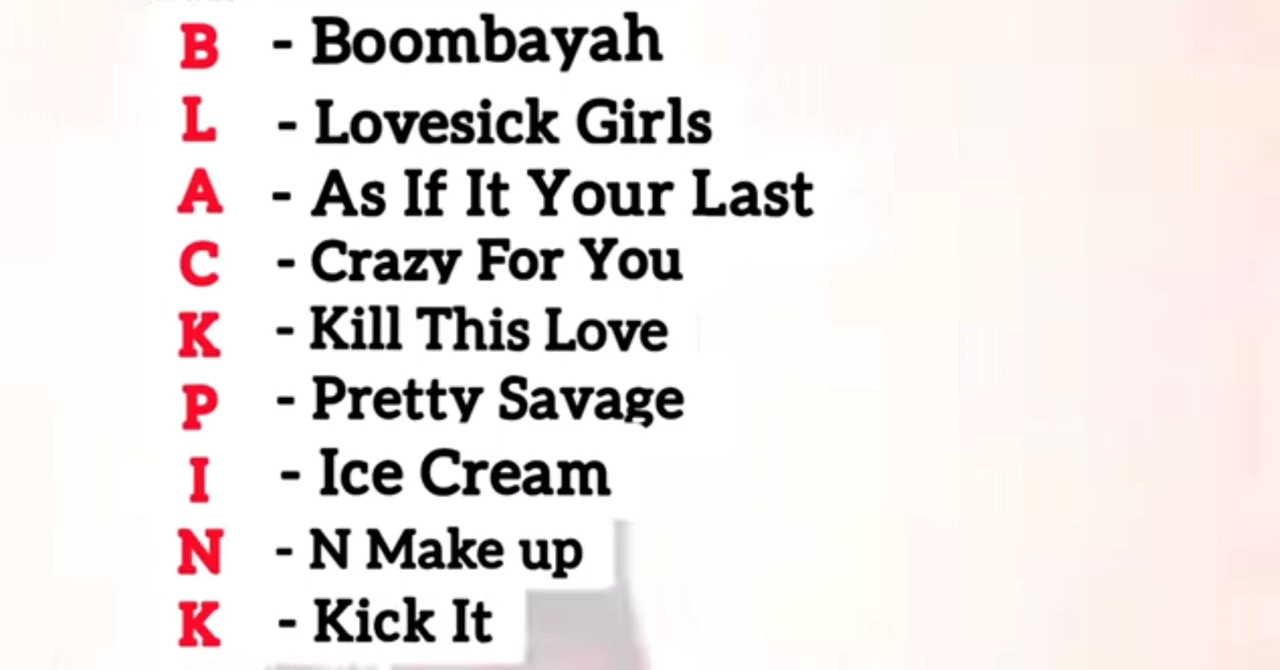 B - Boombayah
L - Lovesick Girls
A - As If It Your Last
C - Crazy For You
K - Kill This Love
P - Pretty Savage
I - Ice Cream
N - N Make up
K - Kick It